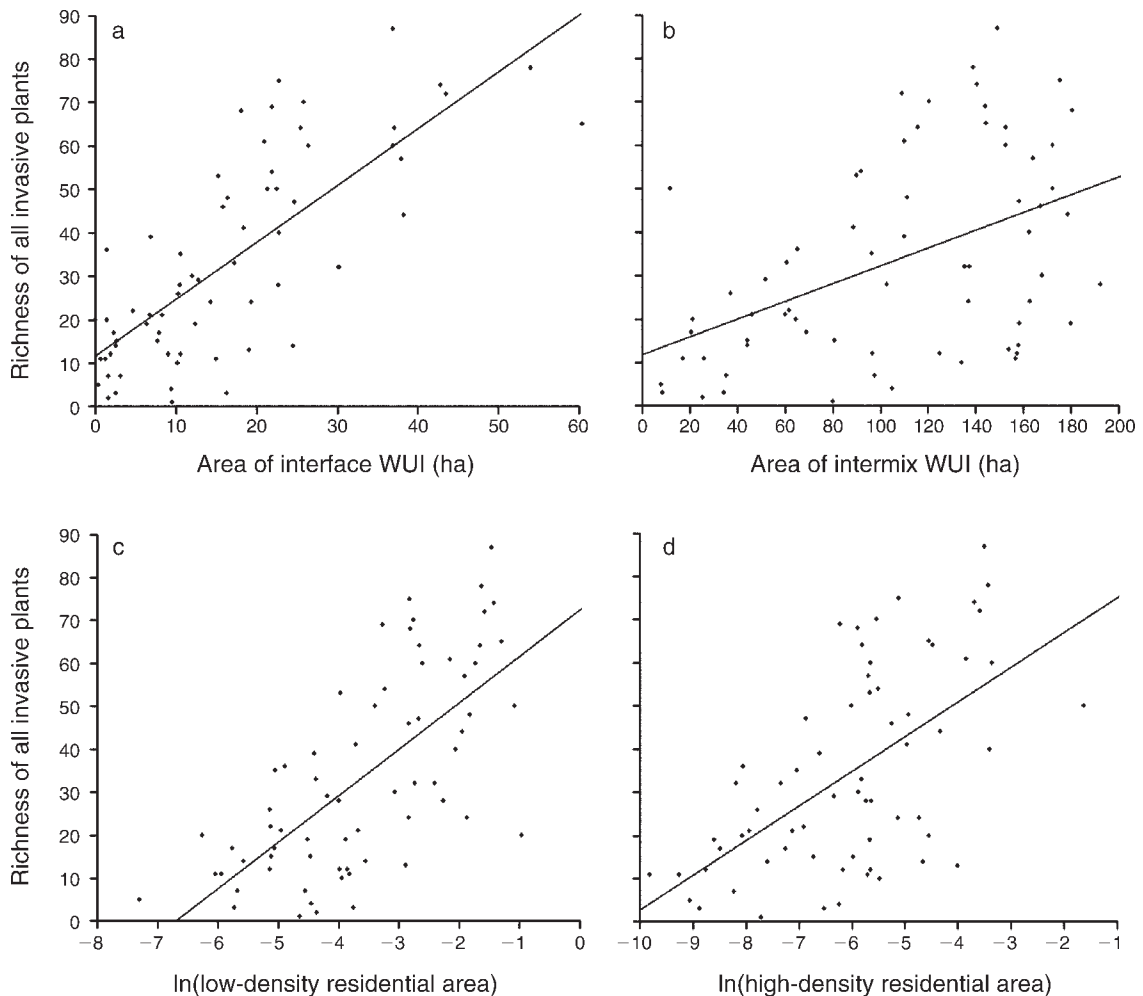 a
90
80
70
60
50
40
30
20
10
0
Richness of all invasive plants
0 10 20 30 40 50 60
Area of interface WUI (ha)
b
0 20 40 60 80 100 120 140 160 180 200
Area of intermix WUI (ha)
c
90
80
70
60
50
40
30
20
10
0
Richness of all invasive plants
−8 −7 −6 −5 −4 −3 −2 −1 0
ln(low-density residential area)
d
−10 −9 −8 −7 −6 −5 −4 −3 −2 −1
ln(high-density residential area)